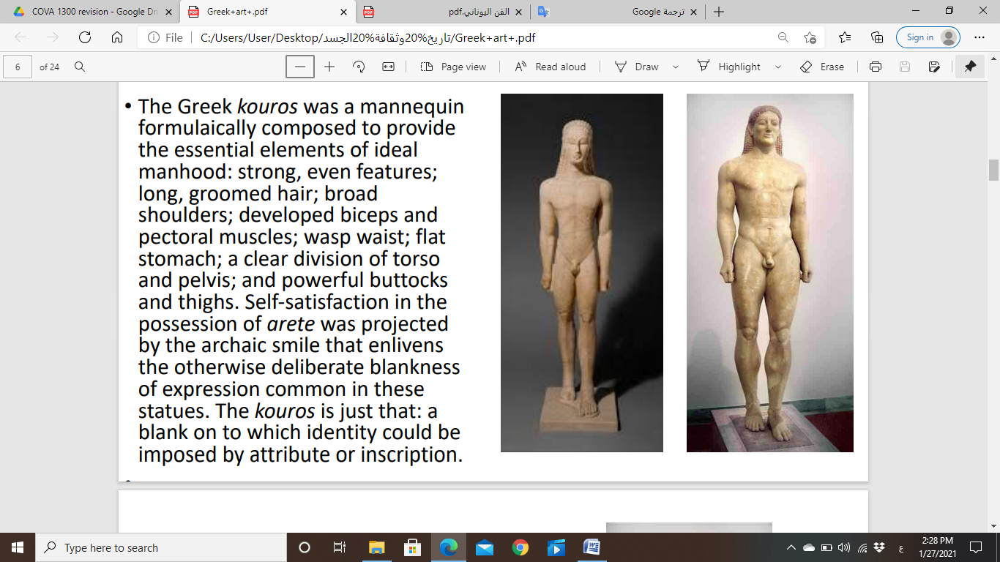 COVA 1300 revision - Google Dri
Greek+art+.pdf
الفن اليوناني.pdf
ترجمة Google
File
C:/Users/User/Desktop/تاريخ%20وثقافة%20الجسد/Greek+art+.pdf
Sign in
6
of 24
Page view
Read aloud
Draw
Highlight
Erase
• The Greek kouros was a mannequin
formulaically composed to provide
the essential elements of ideal
manhood: strong, even features;
long, groomed hair; broad
shoulders; developed biceps and
pectoral muscles; wasp waist; flat
stomach; a clear division of torso
and pelvis; and powerful buttocks
and thighs. Self-satisfaction in the
possession of arete was projected
by the archaic smile that enlivens
the otherwise deliberate blankness
of expression common in these
statues. The kouros is just that: a
blank on to which identity could be
imposed by attribute or inscription.
Type here to search
ع
2:28 PM
1/27/2021